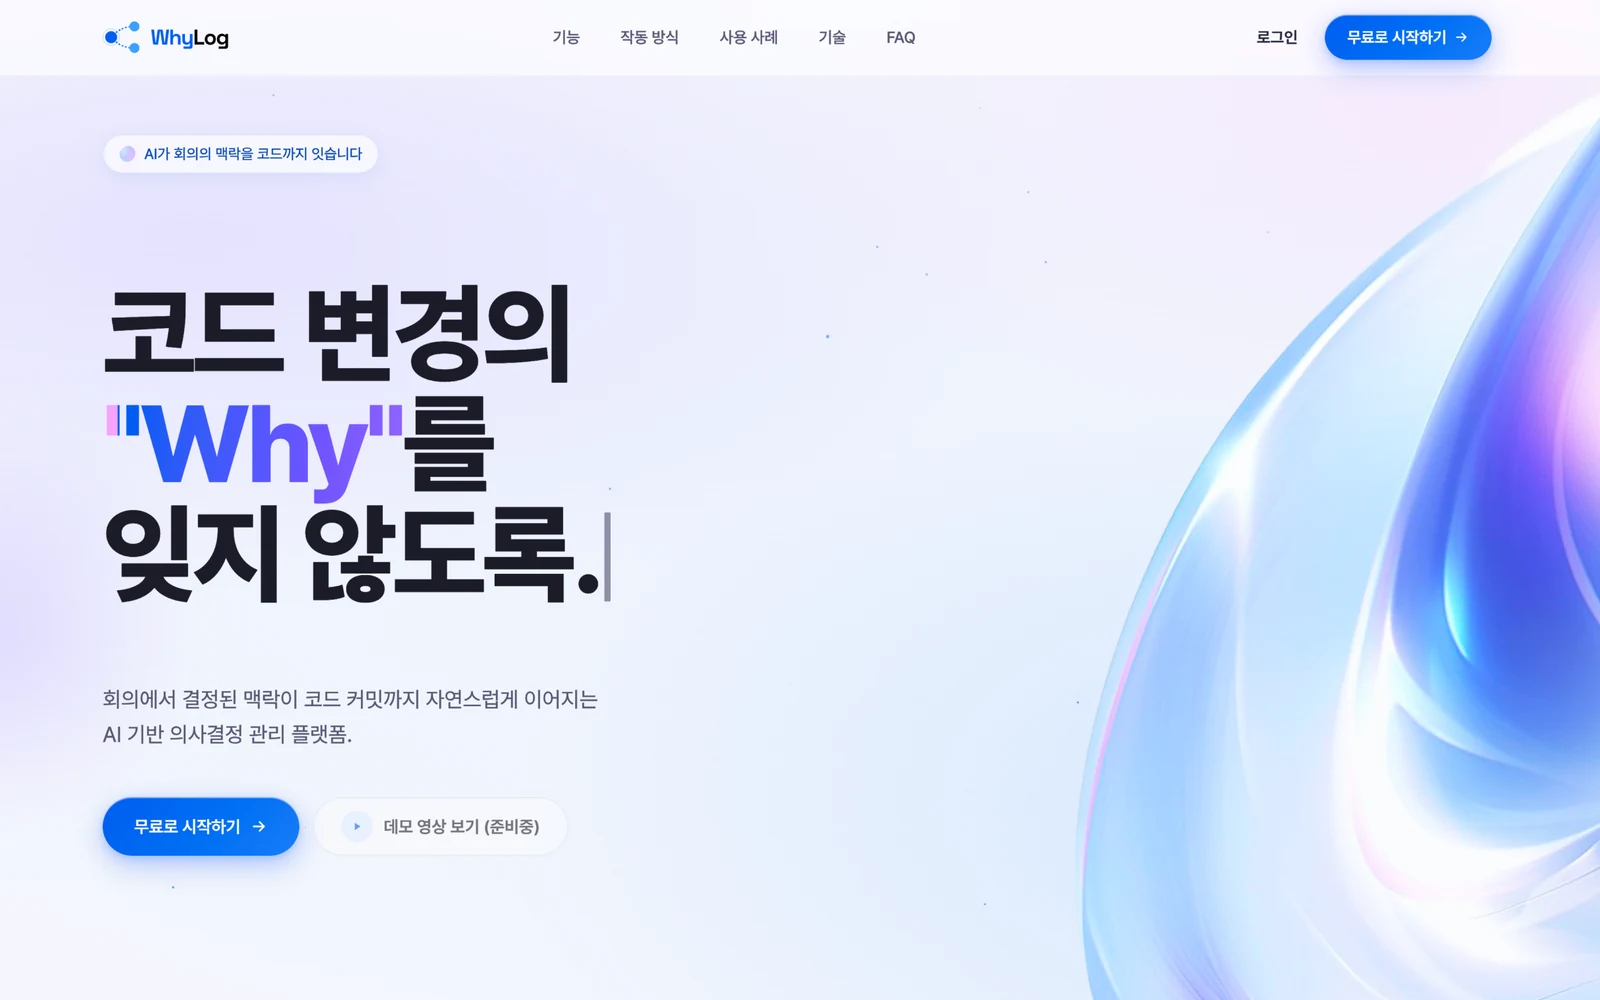 WhyLog
기능
작동 방식
사용 사례
기술
FAQ
로그인
무료로 시작하기 →
AI가 회의의 맥락을 코드까지 잇습니다
코드 변경의
"Why"를
잊지 않도록.
회의에서 결정된 맥락이 코드 커밋까지 자연스럽게 이어지는
AI 기반 의사결정 관리 플랫폼.
무료로 시작하기 →
데모 영상 보기 (준비중)